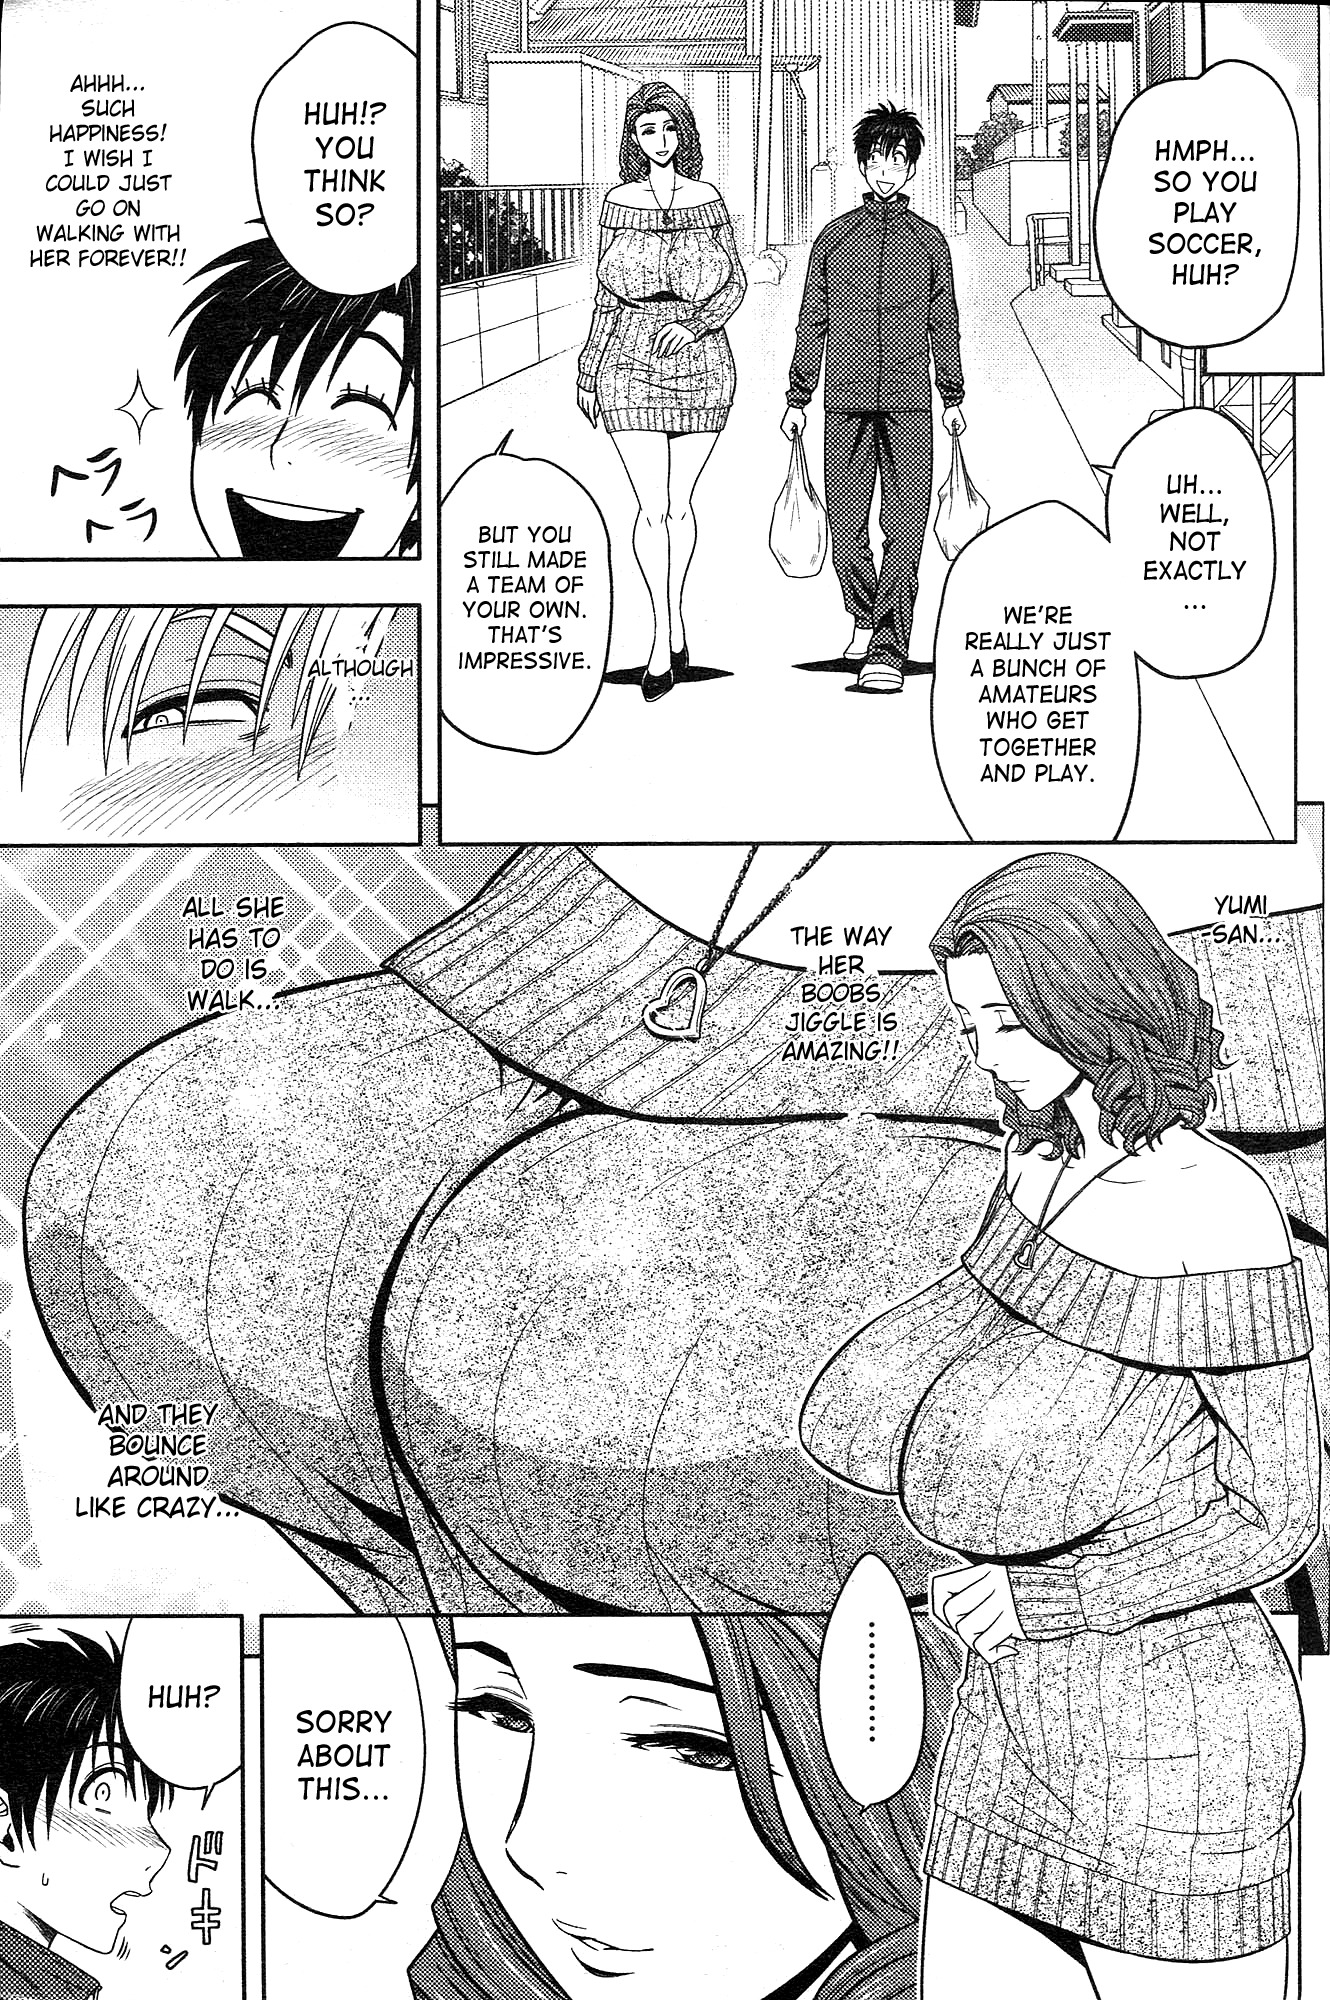 HMPH...
SO YOU
PLAY
SOCCER,
HUH?
UH...
WELL,
NOT
EXACTLY
...
WE'RE
REALLY JUST
A BUNCH OF
AMATEURS
WHO GET
TOGETHER
AND PLAY.
BUT YOU
STILL MADE
A TEAM OF
YOUR OWN.
THAT'S
IMPRESSIVE.
HUH!?
YOU
THINK
SO?
AHHH...
SUCH
HAPPINESS!
I WISH I
COULD JUST
GO ON
WALKING WITH
HER FOREVER!!
ヘラ
ヘラ
ALTHOUGH
...
YUMI
-SAN...
THE WAY
HER
BOOBS
JIGGLE IS
AMAZING!!
ALL SHE
HAS TO
DO IS
WALK...
AND THEY
BOUNCE
AROUND
LIKE CRAZY...
.........
SORRY
ABOUT
THIS...
HUH?
ドキン